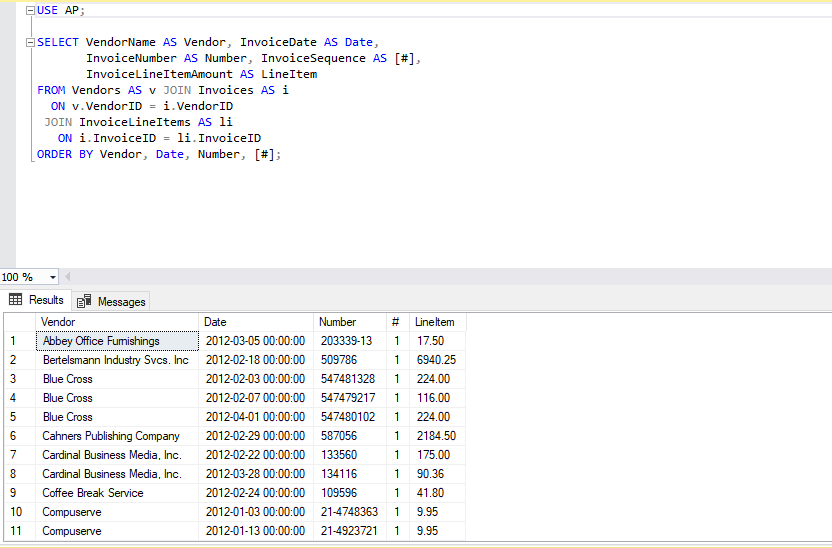 USE AP;
SELECT VendorName AS Vendor, InvoiceDate AS Date,
InvoiceNumber AS Number, InvoiceSequence AS [#],
InvoiceLineItemAmount AS LineItem
FROM Vendors AS v JOIN Invoices AS i
ON v.VendorID = i.VendorID
JOIN InvoiceLineItems AS li
ON i.InvoiceID = li.InvoiceID
ORDER BY Vendor, Date, Number, [#];
100 %
Results Messages
Vendor Date Number # LineItem
1 Abbey Office Furnishings 2012-03-05 00:00:00 203339-13 1 17.50
2 Bertelsmann Industry Svcs. Inc 2012-02-18 00:00:00 509786 1 6940.25
3 Blue Cross 2012-02-03 00:00:00 547481328 1 224.00
4 Blue Cross 2012-02-07 00:00:00 547479217 1 116.00
5 Blue Cross 2012-04-01 00:00:00 547480102 1 224.00
6 Cahners Publishing Company 2012-02-29 00:00:00 587056 1 2184.50
7 Cardinal Business Media, Inc. 2012-02-22 00:00:00 133560 1 175.00
8 Cardinal Business Media, Inc. 2012-03-28 00:00:00 134116 1 90.36
9 Coffee Break Service 2012-02-24 00:00:00 109596 1 41.80
10 Compuserve 2012-01-03 00:00:00 21-4748363 1 9.95
11 Compuserve 2012-01-13 00:00:00 21-4923721 1 9.95